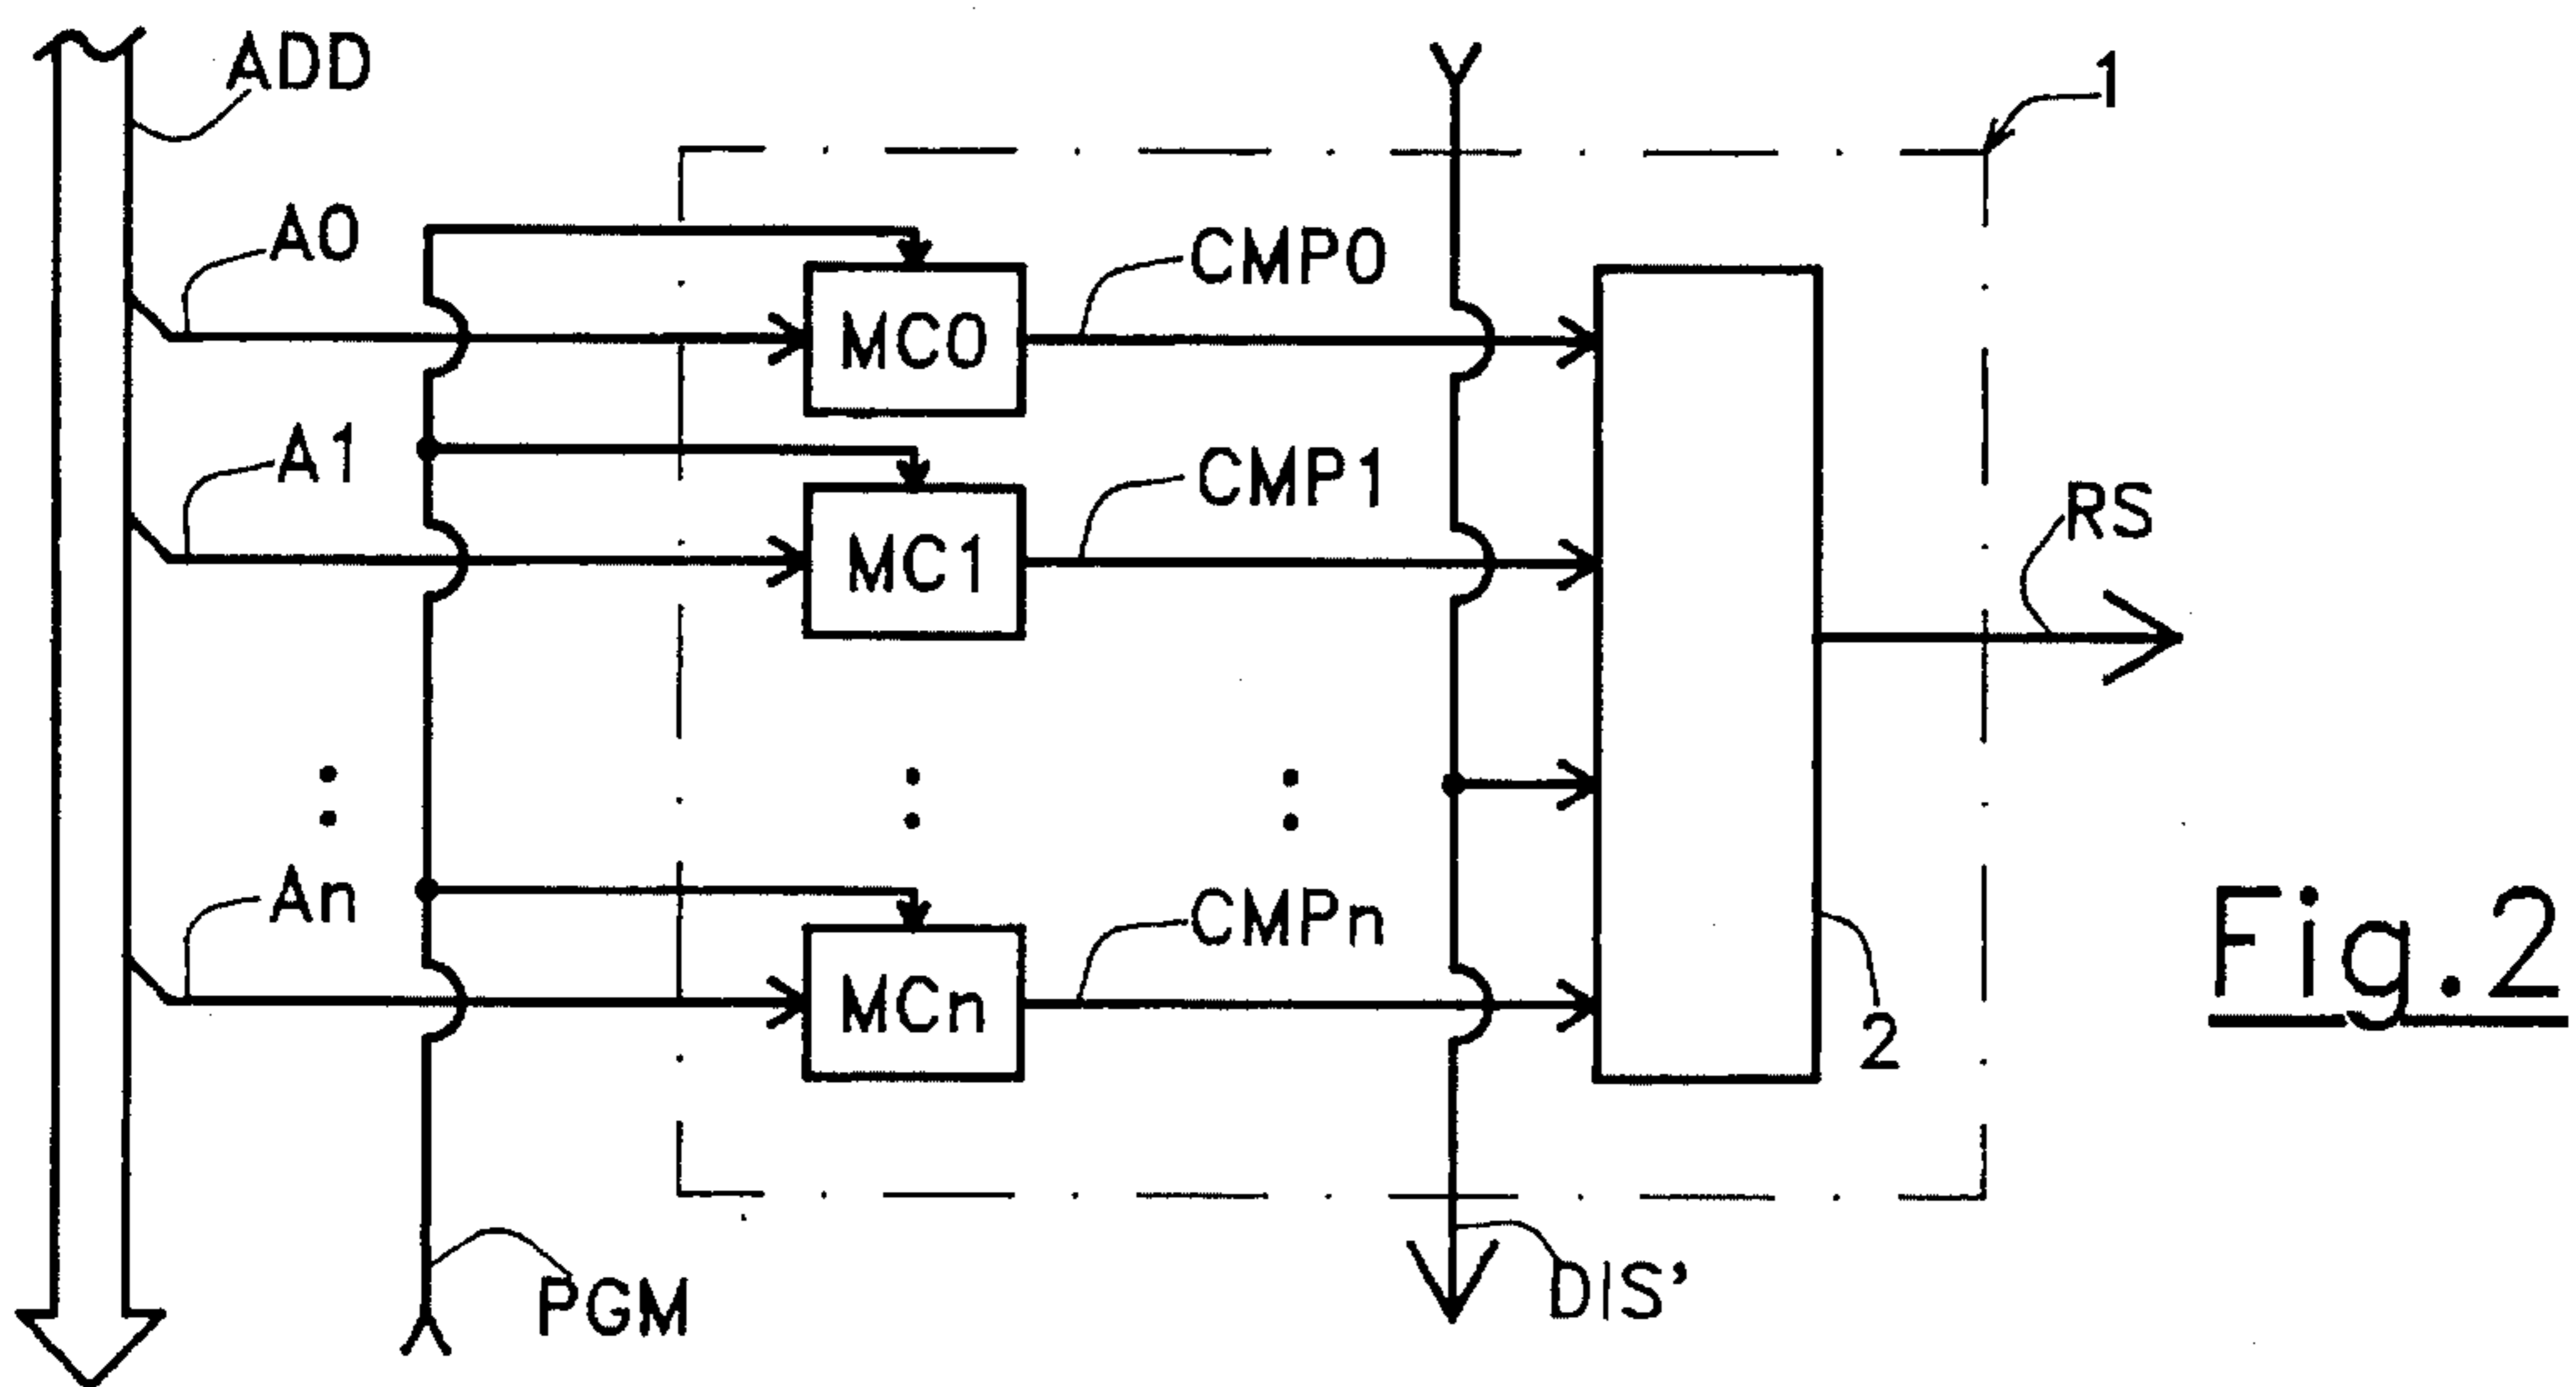 ADD
1
A0
CMP0
MC0
A1
CMP1
MC1
RS
An
CMPn
MCn
2
Fig.2
PGM
DIS'